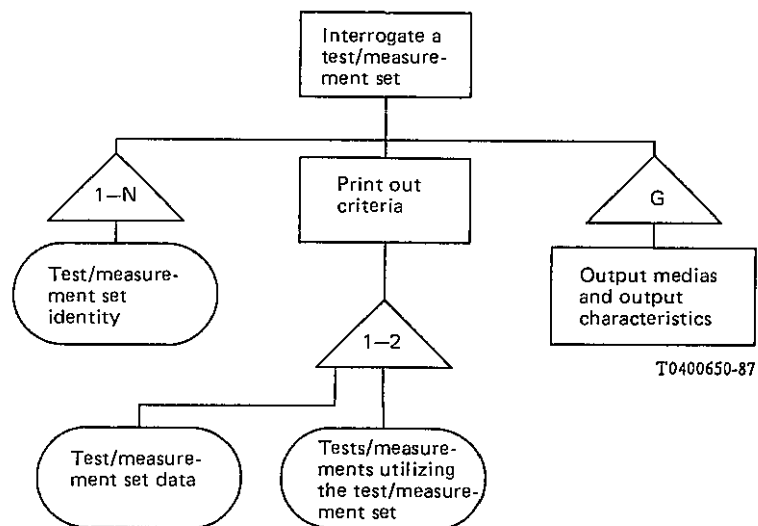 Interrogate a
test/measure-
ment set
1–N
Print out
criteria
G
Test/measure-
ment set
identity
Output medias
and output
characteristics
1–2
T0400650-87
Test/measure-
ment set data
Tests/measure-
ments utilizing
the test/measure-
ment set